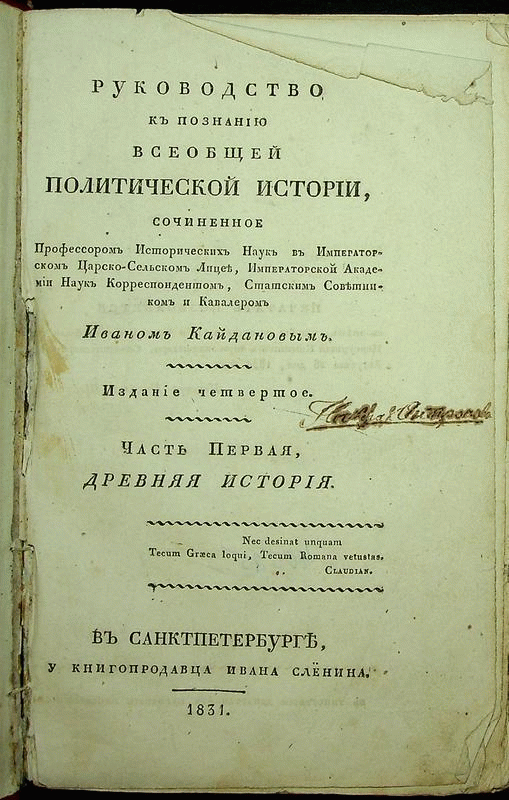 РУКОВОДСТВО
КЪ ПОЗНАНІЮ
ВСЕОБЩЕЙ
ПОЛИТИЧЕСКОЙ ИСТОРІИ,
СОЧИНЕННОЕ
Профессоромъ Историческихъ Наукъ въ Император-
скомъ Царско-Сельскомъ Лицеѣ, Императорской Акаде-
міи Наукъ Корреспондентомъ, Статскимъ Совѣтни-
комъ и Кавалеромъ
Иваномъ Кайдановымъ.
Изданіе четвертое.
Часть Первая,
ДРЕВНЯЯ ИСТОРІЯ.
Nec desinat unquam
Tecum Græca loqui, Tecum Romana vetustas.
Claudian.
ВЪ САНКТПЕТЕРБУРГѢ,
У КНИГОПРОДАВЦА ИВАНА СЛЁНИНА.
1831.